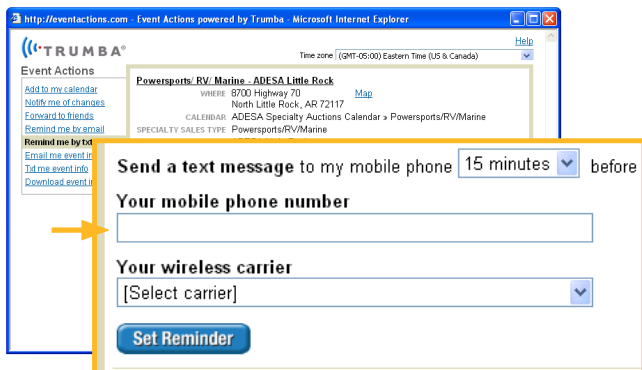 http://eventactions.com - Event Actions powered by Trumba - Microsoft Internet Explorer
TRUMBA®
Help
Time zone (GMT-05:00) Eastern Time (US & Canada)
Event Actions
Add to my calendar
Notify me of changes
Forward to friends
Remind me by email
Remind me by txt
Email me event in
Txt me event info
Download event i
Powersports/ RV/ Marine - ADESA Little Rock
WHERE 8700 Highway 70 Map
North Little Rock, AR 72117
CALENDAR ADESA Specialty Auctions Calendar » Powersports/RV/Marine
SPECIALTY SALES TYPE Powersports/RV/Marine
Send a text message to my mobile phone 15 minutes before
Your mobile phone number
Your wireless carrier
[Select carrier]
Set Reminder